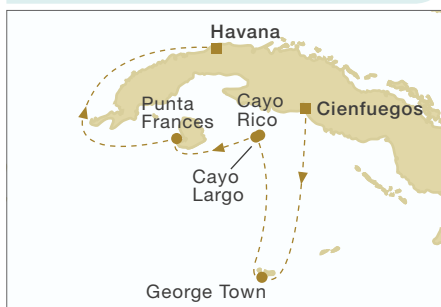 Havana
Punta
Frances
Cayo
Rico
Cienfuegos
Cayo
Largo
George Town